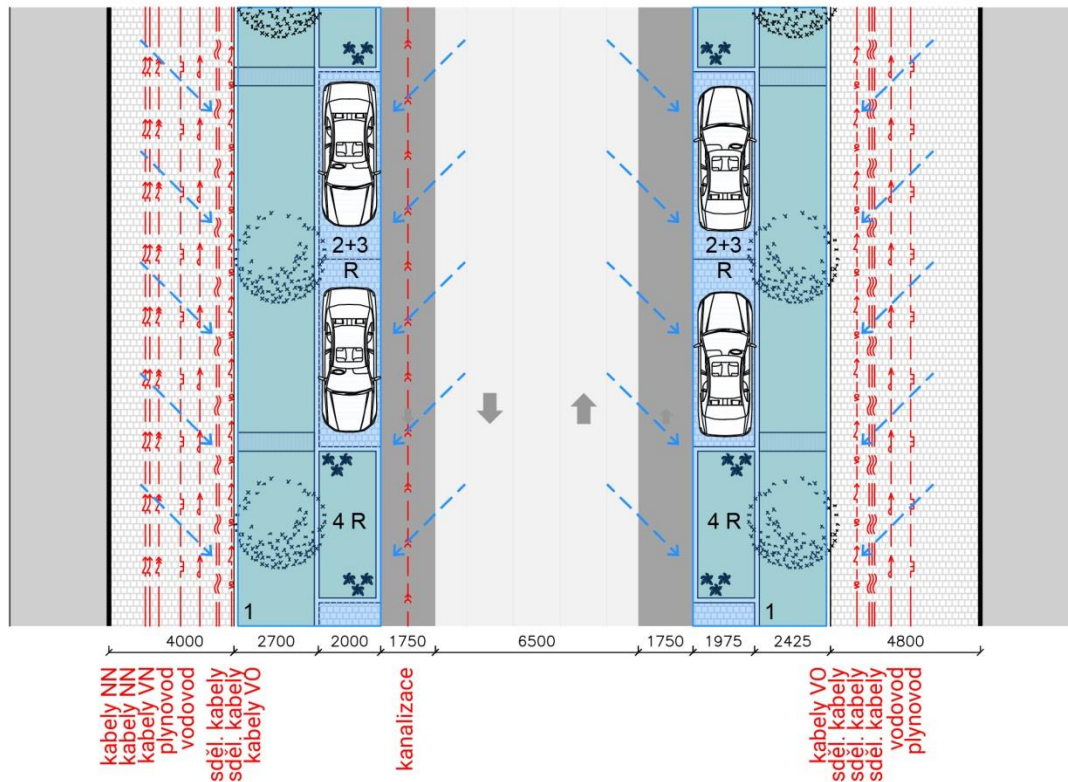 2+3
R
2+3
R
4 R
4 R
1
1
4000
2700
2000
1750
6500
1750
1975
2425
4800
kabely NN
kabely NN
kabely VN
plynovod
vodovod
sděl. kabely
sděl. kabely
kabely VO
kanalizace
kabely VO
sděl. kabely
sděl. kabely
sděl. kabely
vodovod
plynovod